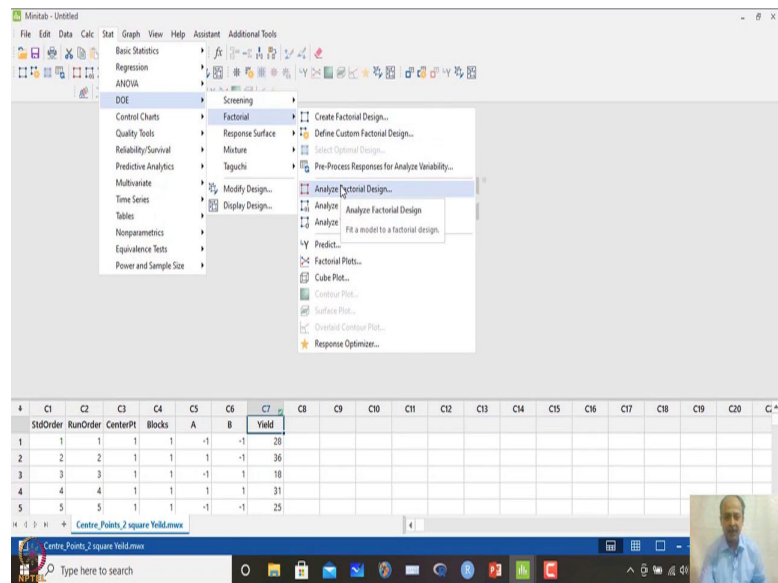 Minitab - Untitled
File Edit Data Calc Stat Graph View Help Assistant Additional Tools
Basic Statistics
Regression
ANOVA
DOE
Control Charts
Quality Tools
Reliability/Survival
Predictive Analytics
Multivariate
Time Series
Tables
Nonparametrics
Equivalence Tests
Power and Sample Size
Screening
Factorial
Response Surface
Mixture
Taguchi
Modify Design...
Display Design...
Create Factorial Design...
Define Custom Factorial Design...
Select Optimal Design...
Pre-Process Responses for Analyze Variability...
Analyze Factorial Design...
Analyze
Analyze
Analyze Factorial Design
Fit a model to a factorial design.
Predict...
Factorial Plots...
Cube Plot...
Contour Plot...
Surface Plot...
Overlaid Contour Plot...
Response Optimizer...
C1 C2 C3 C4 C5 C6 C7 C8 C9 C10 C11 C12 C13 C14 C15 C16 C17 C18 C19 C20
StdOrder RunOrder CenterPt Blocks A B Yield
1 1 1 1 1 -1 -1 28
2 2 2 1 1 1 -1 36
3 3 3 1 1 -1 1 18
4 4 4 1 1 1 1 31
5 5 5 1 1 -1 -1 25
Centre_Points_2 square Yeild.mwx
Centre_Points_2 square Yeild.mwx
Type here to search
NPTEL